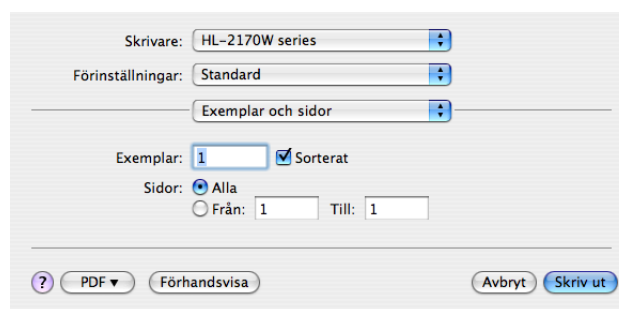 Skrivare: HL-2170W series
Förinställningar: Standard
Exemplar och sidor
Exemplar: 1 Sorterat
Sidor: Alla
Från: 1 Till: 1
? PDF▼ Förhandsvisa Avbryt Skriv ut